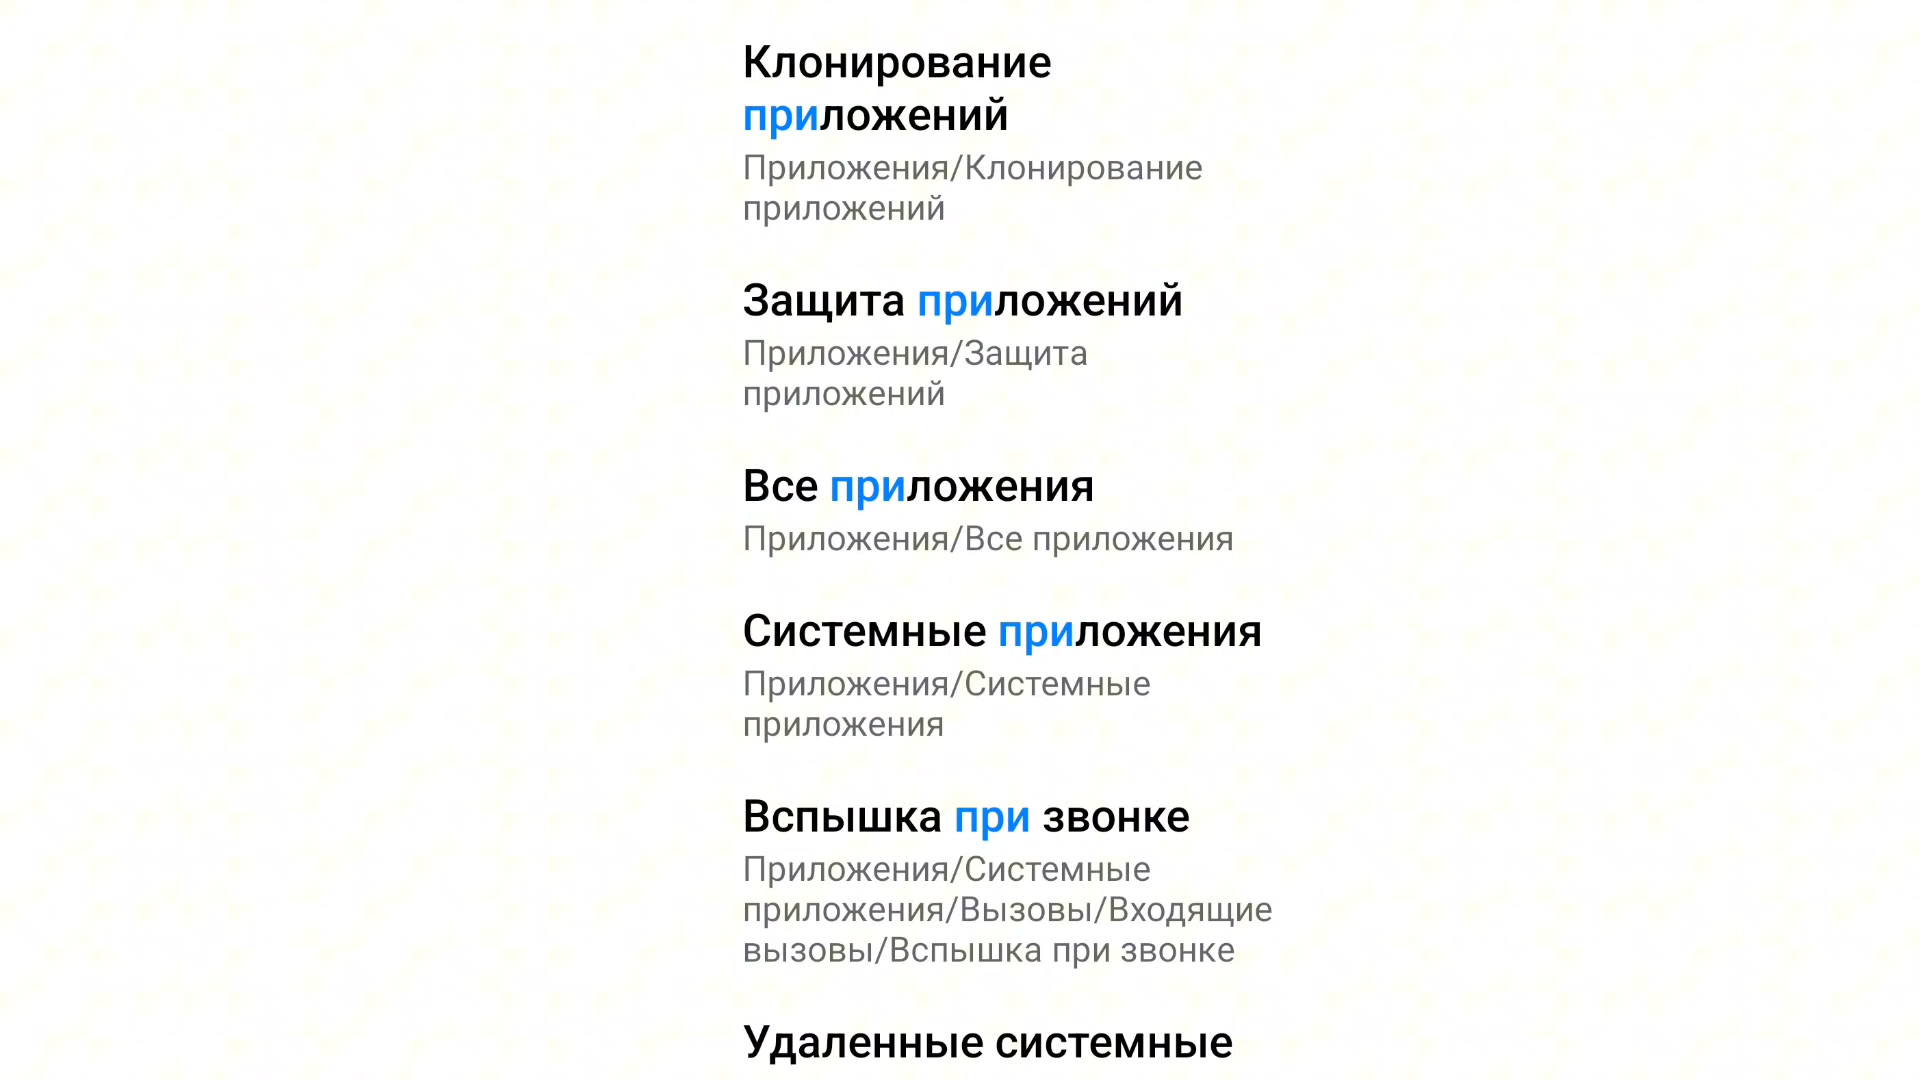 Клонирование
приложений
Приложения/Клонирование
приложений
Защита приложений
Приложения/Защита
приложений
Все приложения
Приложения/Все приложения
Системные приложения
Приложения/Системные
приложения
Вспышка при звонке
Приложения/Системные
приложения/Вызовы/Входящие
вызовы/Вспышка при звонке
Удаленные системные